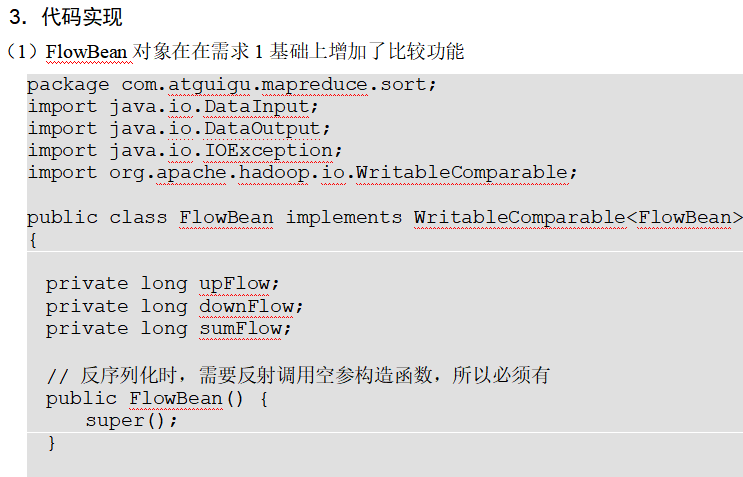 3．代码实现
（1）FlowBean 对象在在需求 1 基础上增加了比较功能
package com.atguigu.mapreduce.sort;
import java.io.DataInput;
import java.io.DataOutput;
import java.io.IOException;
import org.apache.hadoop.io.WritableComparable;
public class FlowBean implements WritableComparable<FlowBean>
{
private long upFlow;
private long downFlow;
private long sumFlow;
// 反序列化时，需要反射调用空参构造函数，所以必须有
public FlowBean() {
super();
}